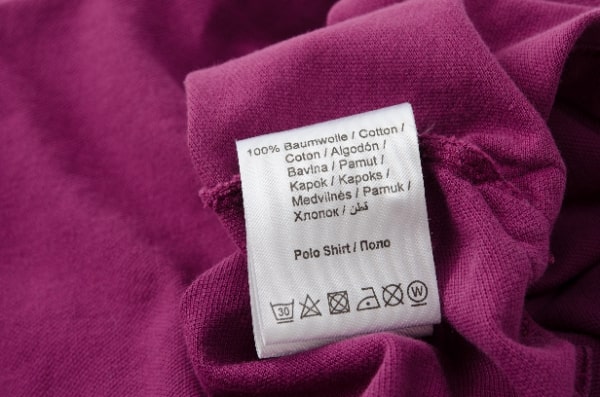 100% Baumwolle / Cotton /
Coton / Algodón /
Bavlna / Pamut /
Kapok / Kapoks /
Medvilnės / Pamuk /
Хлопок / قطن
Polo Shirt / Поло
30 W